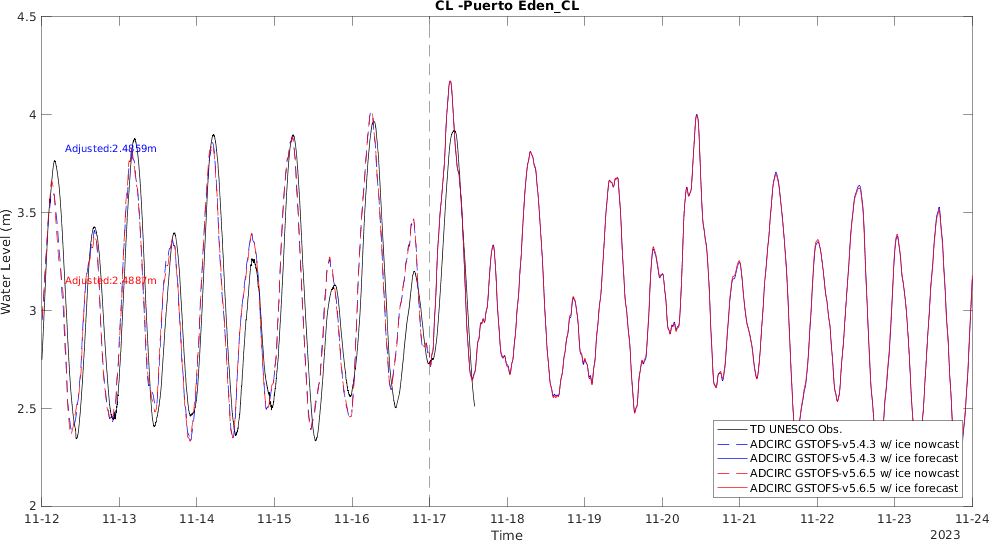 CL -Puerto Eden_CL
4.5
4
3.5
3
2.5
2
Water Level (m)
Adjusted:2.4859m
Adjusted:2.4887m
TD UNESCO Obs.
ADCIRC GSTOFS-v5.4.3 w/ ice nowcast
ADCIRC GSTOFS-v5.4.3 w/ ice forecast
ADCIRC GSTOFS-v5.6.5 w/ ice nowcast
ADCIRC GSTOFS-v5.6.5 w/ ice forecast
11-12 11-13 11-14 11-15 11-16 11-17 11-18 11-19 11-20 11-21 11-22 11-23 11-24
Time
2023